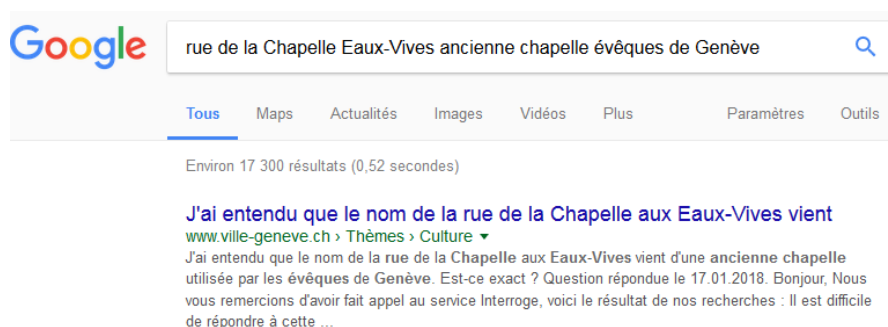 Google
rue de la Chapelle Eaux-Vives ancienne chapelle évêques de Genève
Tous Maps Actualités Images Vidéos Plus Paramètres Outils
Environ 17 300 résultats (0,52 secondes)
J'ai entendu que le nom de la rue de la Chapelle aux Eaux-Vives vient
www.ville-geneve.ch › Thèmes › Culture ▼
J'ai entendu que le nom de la rue de la Chapelle aux Eaux-Vives vient d'une ancienne chapelle
utilisée par les évêques de Genève. Est-ce exact ? Question répondue le 17.01.2018. Bonjour, Nous
vous remercions d'avoir fait appel au service Interroge, voici le résultat de nos recherches : Il est difficile
de répondre à cette ...